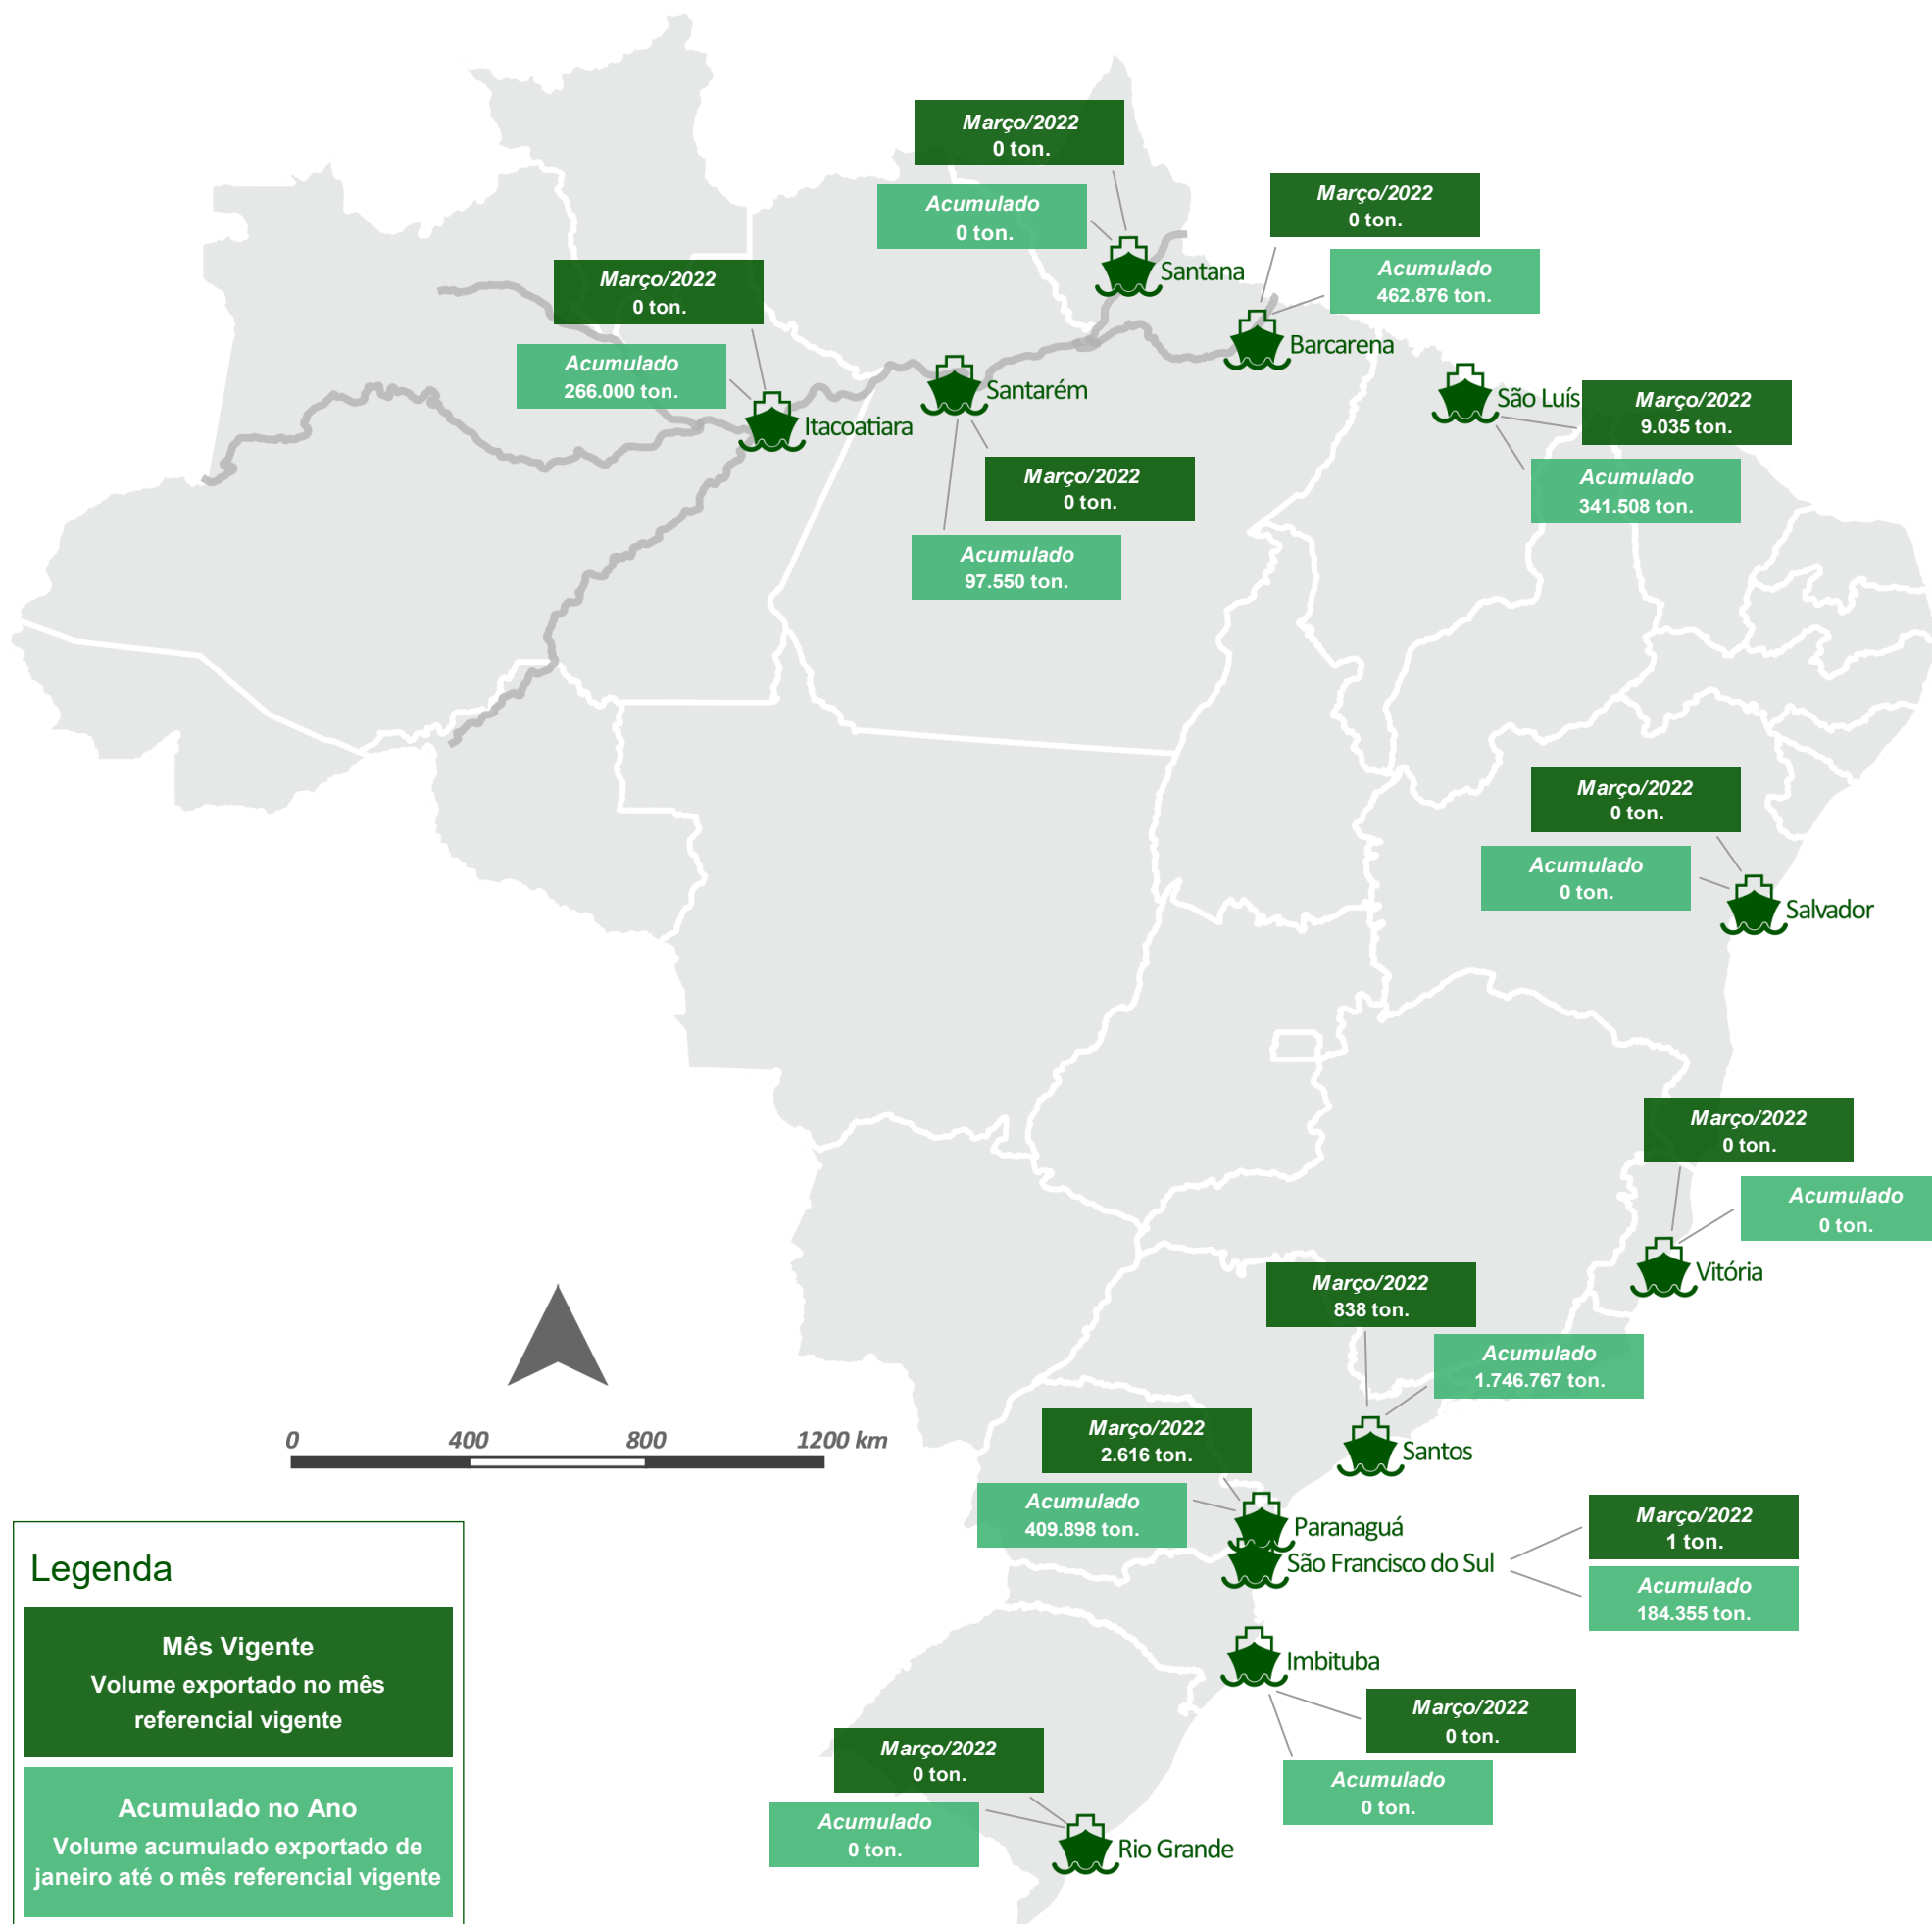 Março/2022
0 ton.
Acumulado
0 ton.
Santana
Março/2022
0 ton.
Acumulado
462.876 ton.
Barcarena
Março/2022
0 ton.
Acumulado
266.000 ton.
Itacoatiara
Santarém
Março/2022
0 ton.
Acumulado
97.550 ton.
São Luís
Março/2022
9.035 ton.
Acumulado
341.508 ton.
Março/2022
0 ton.
Acumulado
0 ton.
Salvador
Março/2022
0 ton.
Acumulado
0 ton.
Vitória
Março/2022
838 ton.
Acumulado
1.746.767 ton.
Santos
Março/2022
2.616 ton.
Acumulado
409.898 ton.
Paranaguá
São Francisco do Sul
Março/2022
1 ton.
Acumulado
184.355 ton.
Imbituba
Março/2022
0 ton.
Acumulado
0 ton.
Março/2022
0 ton.
Acumulado
0 ton.
Rio Grande
0 400 800 1200 km
Legenda
Mês Vigente
Volume exportado no mês
referencial vigente
Acumulado no Ano
Volume acumulado exportado de
janeiro até o mês referencial vigente